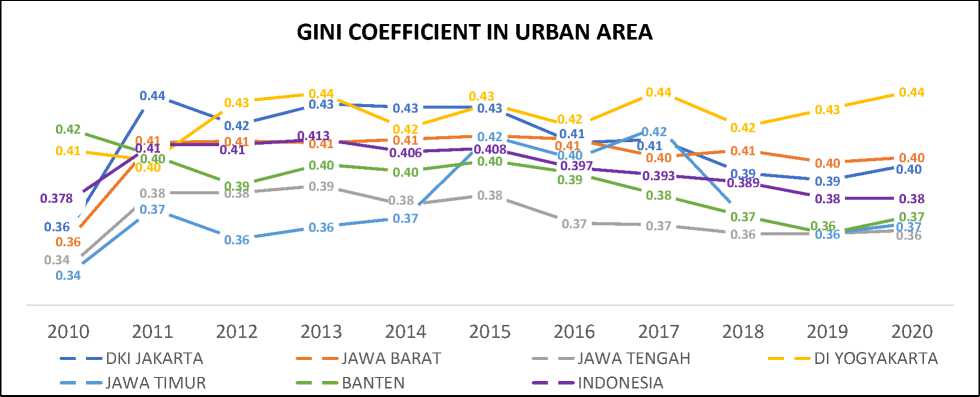 GINI COEFFICIENT IN URBAN AREA
0.44 0.43 0.44 0.43 0.43 0.43 0.42 0.44 0.42 0.43 0.44
0.42 0.42 0.43 0.42 0.43 0.41 0.42 0.41 0.40 0.40
0.41 0.41 0.41 0.413 0.41 0.42 0.41 0.41 0.39 0.39 0.40
0.378 0.41 0.41 0.41 0.406 0.408 0.40 0.40 0.389 0.38 0.38
0.36 0.40 0.39 0.40 0.40 0.40 0.397 0.393 0.37 0.36 0.37
0.36 0.40 0.38 0.39 0.38 0.38 0.39 0.38 0.36 0.36 0.37
0.34 0.38 0.36 0.36 0.37 0.37 0.37 0.36
0.34 0.37
2010 2011 2012 2013 2014 2015 2016 2017 2018 2019 2020
DKI JAKARTA JAWA BARAT JAWA TENGAH DI YOGYAKARTA
JAWA TIMUR BANTEN INDONESIA